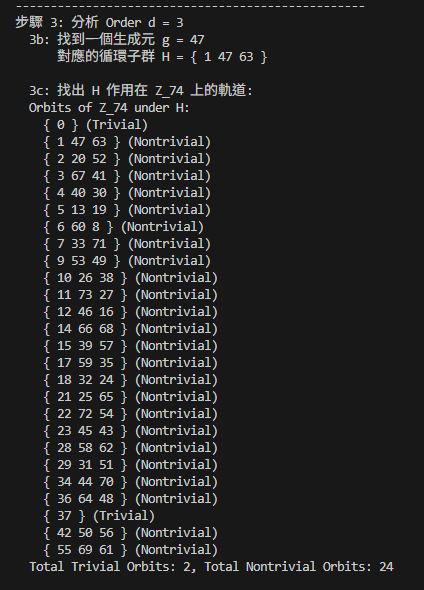 --------------------------------------------------
步驟 3: 分析 Order d = 3
3b: 找到一個生成元 g = 47
對應的循環子群 H = { 1 47 63 }
3c: 找出 H 作用在 Z_74 上的軌道:
Orbits of Z_74 under H:
{ 0 } (Trivial)
{ 1 47 63 } (Nontrivial)
{ 2 20 52 } (Nontrivial)
{ 3 67 41 } (Nontrivial)
{ 4 40 30 } (Nontrivial)
{ 5 13 19 } (Nontrivial)
{ 6 60 8 } (Nontrivial)
{ 7 33 71 } (Nontrivial)
{ 9 53 49 } (Nontrivial)
{ 10 26 38 } (Nontrivial)
{ 11 73 27 } (Nontrivial)
{ 12 46 16 } (Nontrivial)
{ 14 66 68 } (Nontrivial)
{ 15 39 57 } (Nontrivial)
{ 17 59 35 } (Nontrivial)
{ 18 32 24 } (Nontrivial)
{ 21 25 65 } (Nontrivial)
{ 22 72 54 } (Nontrivial)
{ 23 45 43 } (Nontrivial)
{ 28 58 62 } (Nontrivial)
{ 29 31 51 } (Nontrivial)
{ 34 44 70 } (Nontrivial)
{ 36 64 48 } (Nontrivial)
{ 37 } (Trivial)
{ 42 50 56 } (Nontrivial)
{ 55 69 61 } (Nontrivial)
Total Trivial Orbits: 2, Total Nontrivial Orbits: 24